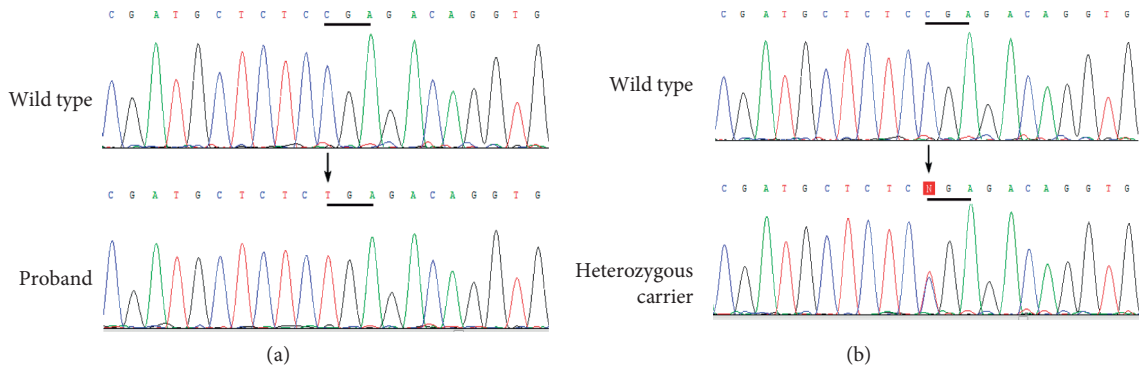 C G A T G C T C T C C G A G A C A G G T G
Wild type
C G A T G C T C T C T G A G A C A G G T G
Proband
(a)
C G A T G C T C T C C G A G A C A G G T G
Wild type
C G A T G C T C T C N G A G A C A G G T G
Heterozygous
carrier
(b)